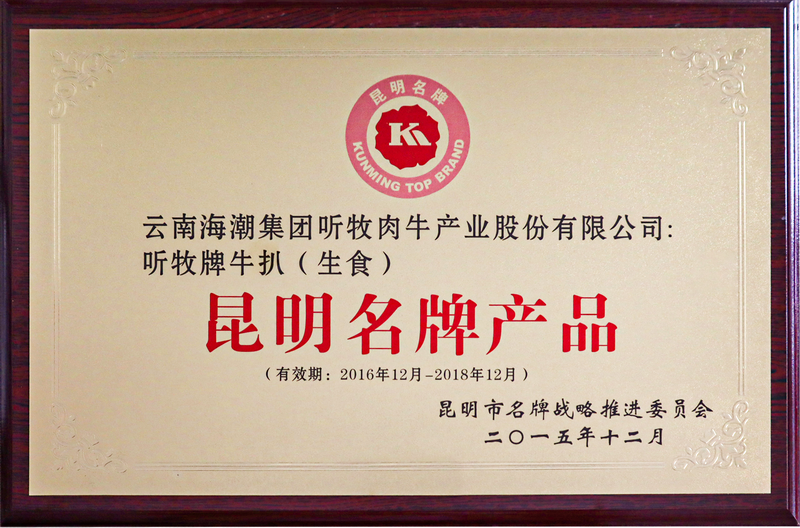 昆明名牌
K
KUNMING TOP BRAND
云南海潮集团听牧肉牛产业股份有限公司:
听牧牌牛扒（生食）
昆明名牌产品
（有效期：2016年12月-2018年12月）
昆明市名牌战略推进委员会
二〇一五年十二月